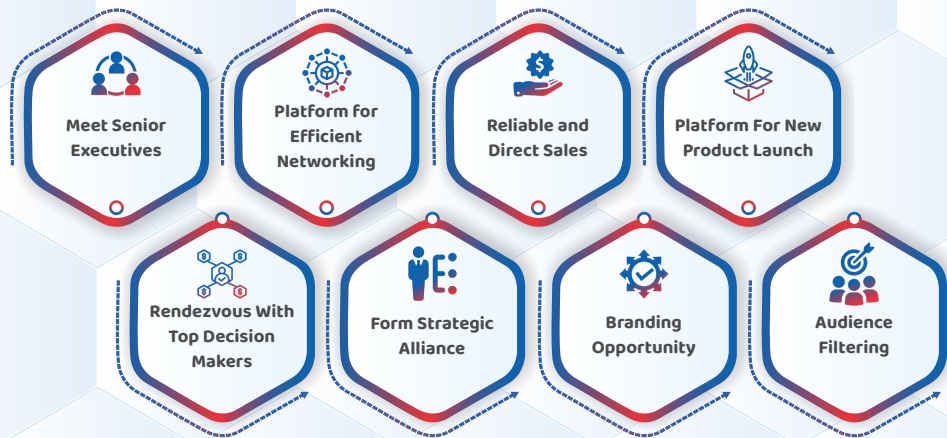 Meet Senior
Executives
Platform for
Efficient
Networking
Reliable and
Direct Sales
Platform For New
Product Launch
Rendezvous With
Top Decision
Makers
Form Strategic
Alliance
Branding
Opportunity
Audience
Filtering